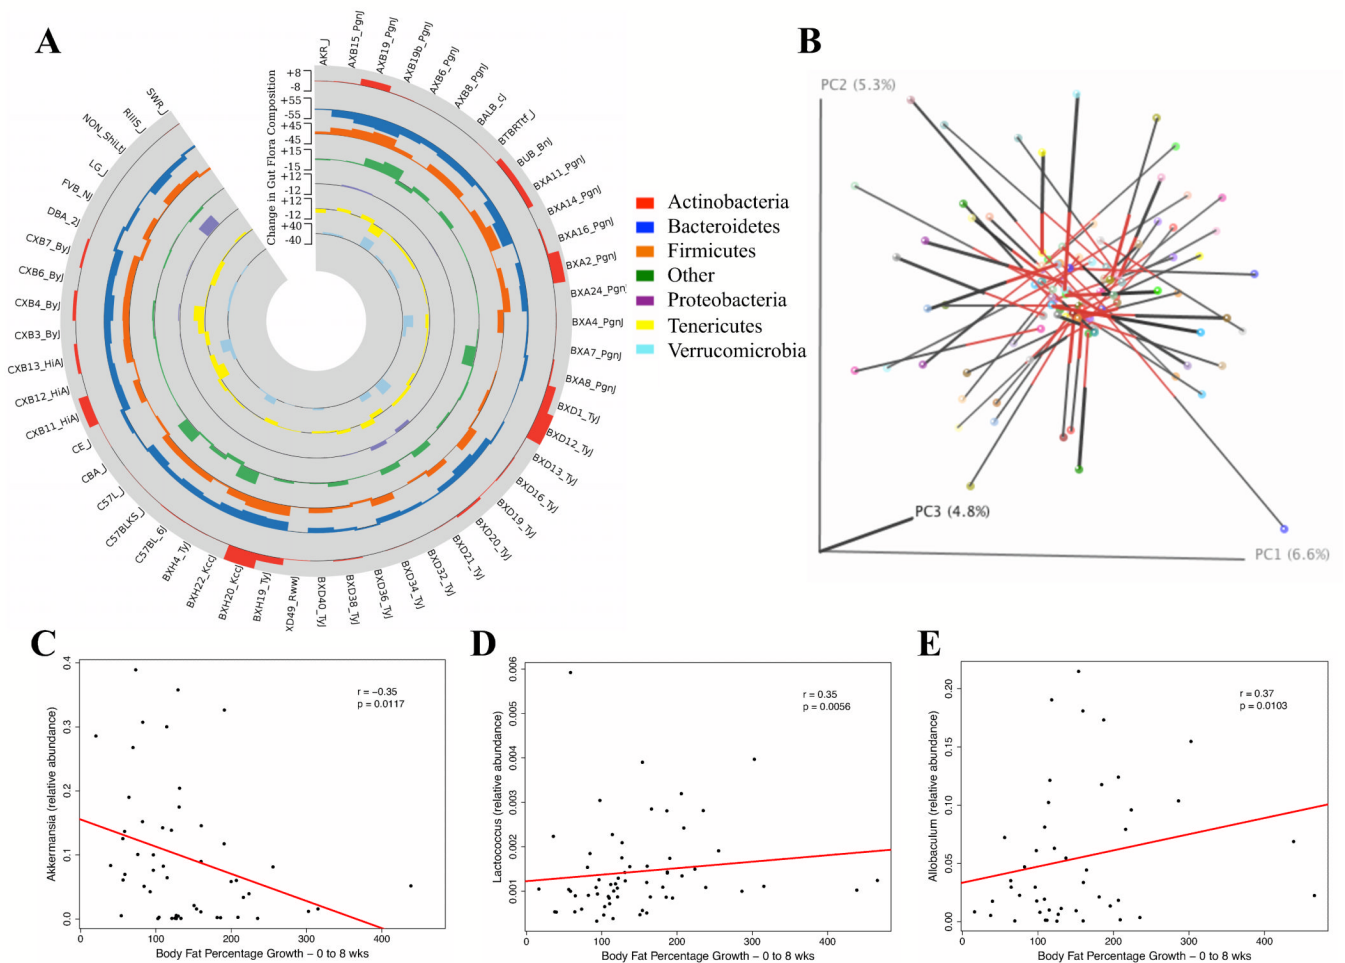 A
B
AKR_J
AXB15_PgnJ
AXB19_PgnJ
AXB19b_PgnJ
AXB6_PgnJ
AXB8_PgnJ
BALB_cJ
BTBRTtf_J
BUB_BnJ
BXA11_PgnJ
BXA14_PgnJ
BXA16_PgnJ
BXA2_PgnJ
BXA24_PgnJ
BXA4_PgnJ
BXA7_PgnJ
BXA8_PgnJ
BXD1_TyJ
BXD12_TyJ
BXD13_TyJ
BXD16_TyJ
BXD19_TyJ
BXD20_TyJ
BXD21_TyJ
BXD32_TyJ
BXD34_TyJ
BXD36_TyJ
BXD38_TyJ
BXD40_TyJ
XD49_RwwJ
BXH19_TyJ
BXH20_KccJ
BXH22_KccJ
BXH4_TyJ
C57BL_6J
C57BLKS_J
C57L_J
CBA_J
CE_J
CXB11_HiAJ
CXB12_HiAJ
CXB13_HiAJ
CXB3_ByJ
CXB4_ByJ
CXB6_ByJ
CXB7_ByJ
DBA_2J
FVB_NJ
LG_J
NON_ShiLtJ
RIIIS_J
SWR_J
Change in Gut Flora Composition
+8
-8
+55
-55
+45
-45
+15
-15
+12
-12
+12
-12
+40
-40
Actinobacteria
Bacteroidetes
Firmicutes
Other
Proteobacteria
Tenericutes
Verrucomicrobia
PC2 (5.3%)
PC3 (4.8%)
PC1 (6.6%)
C
Akkermansia (relative abundance)
0.4
0.3
0.2
0.1
0.0
r = −0.35
p = 0.0117
0 100 200 300 400
Body Fat Percentage Growth − 0 to 8 wks
D
Lactococcus (relative abundance)
0.006
0.005
0.004
0.003
0.002
0.001
r = 0.35
p = 0.0056
0 100 200 300 400
Body Fat Percentage Growth − 0 to 8 wks
E
Allobaculum (relative abundance)
0.20
0.15
0.10
0.05
0.00
r = 0.37
p = 0.0103
0 100 200 300 400
Body Fat Percentage Growth − 0 to 8 wks